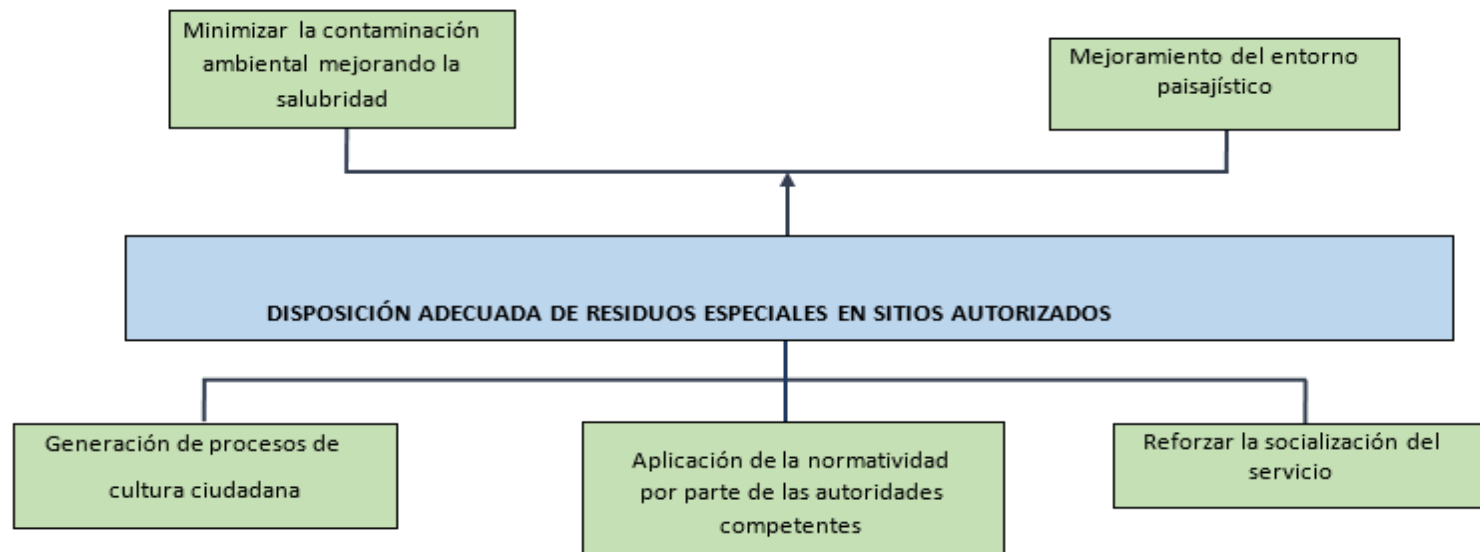 Minimizar la contaminación
ambiental mejorando la
salubridad
Mejoramiento del entorno
paisajístico
DISPOSICIÓN ADECUADA DE RESIDUOS ESPECIALES EN SITIOS AUTORIZADOS
Generación de procesos de
cultura ciudadana
Aplicación de la normatividad
por parte de las autoridades
competentes
Reforzar la socialización del
servicio